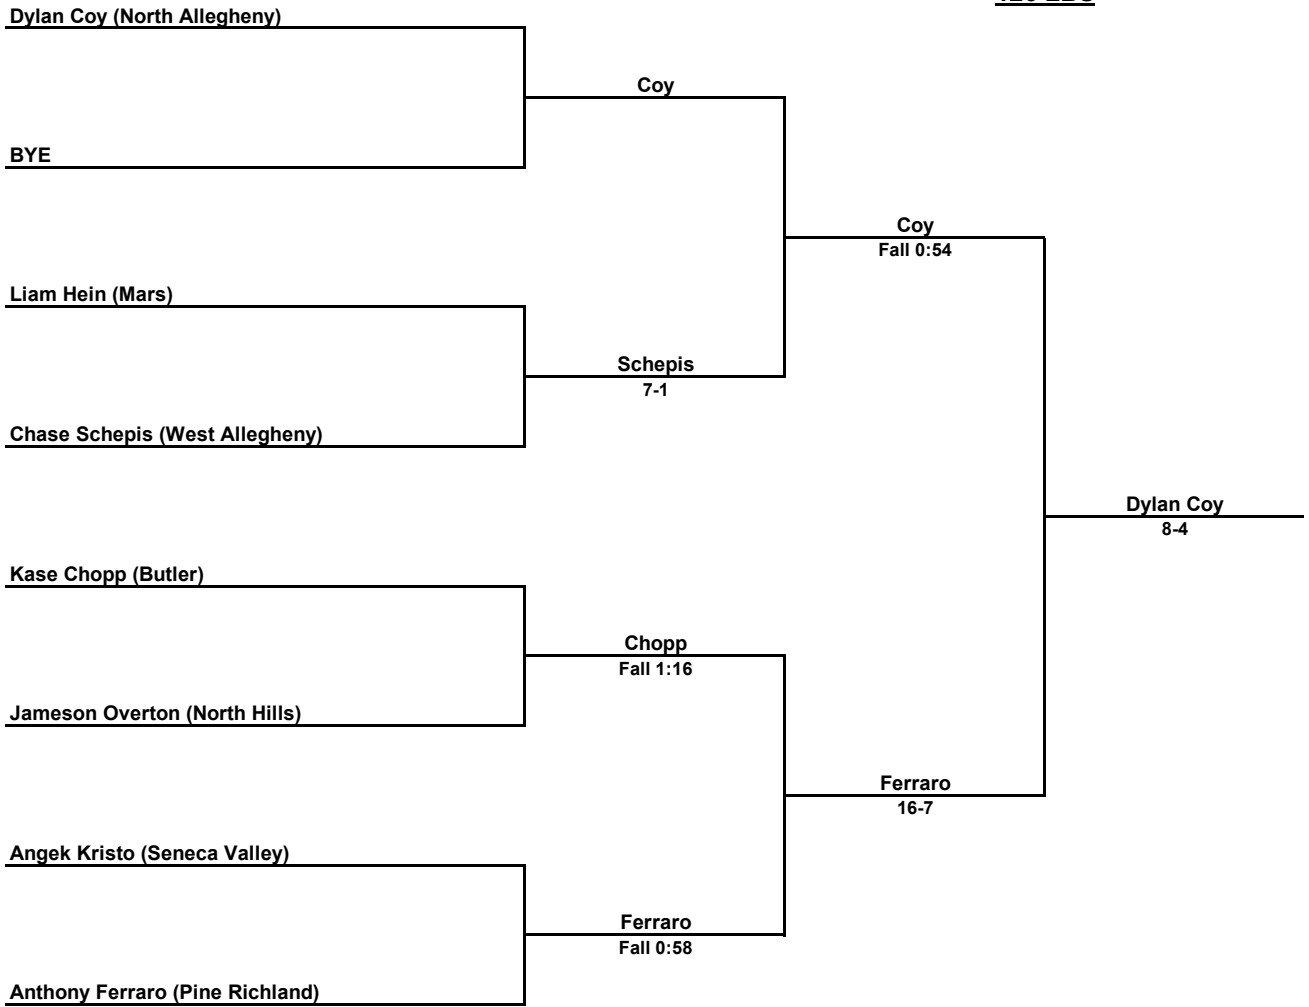 Dylan Coy (North Allegheny)
Coy
BYE
Coy
Fall 0:54
Liam Hein (Mars)
Schepis
7-1
Chase Schepis (West Allegheny)
Dylan Coy
8-4
Kase Chopp (Butler)
Chopp
Fall 1:16
Jameson Overton (North Hills)
Ferraro
16-7
Angek Kristo (Seneca Valley)
Ferraro
Fall 0:58
Anthony Ferraro (Pine Richland)